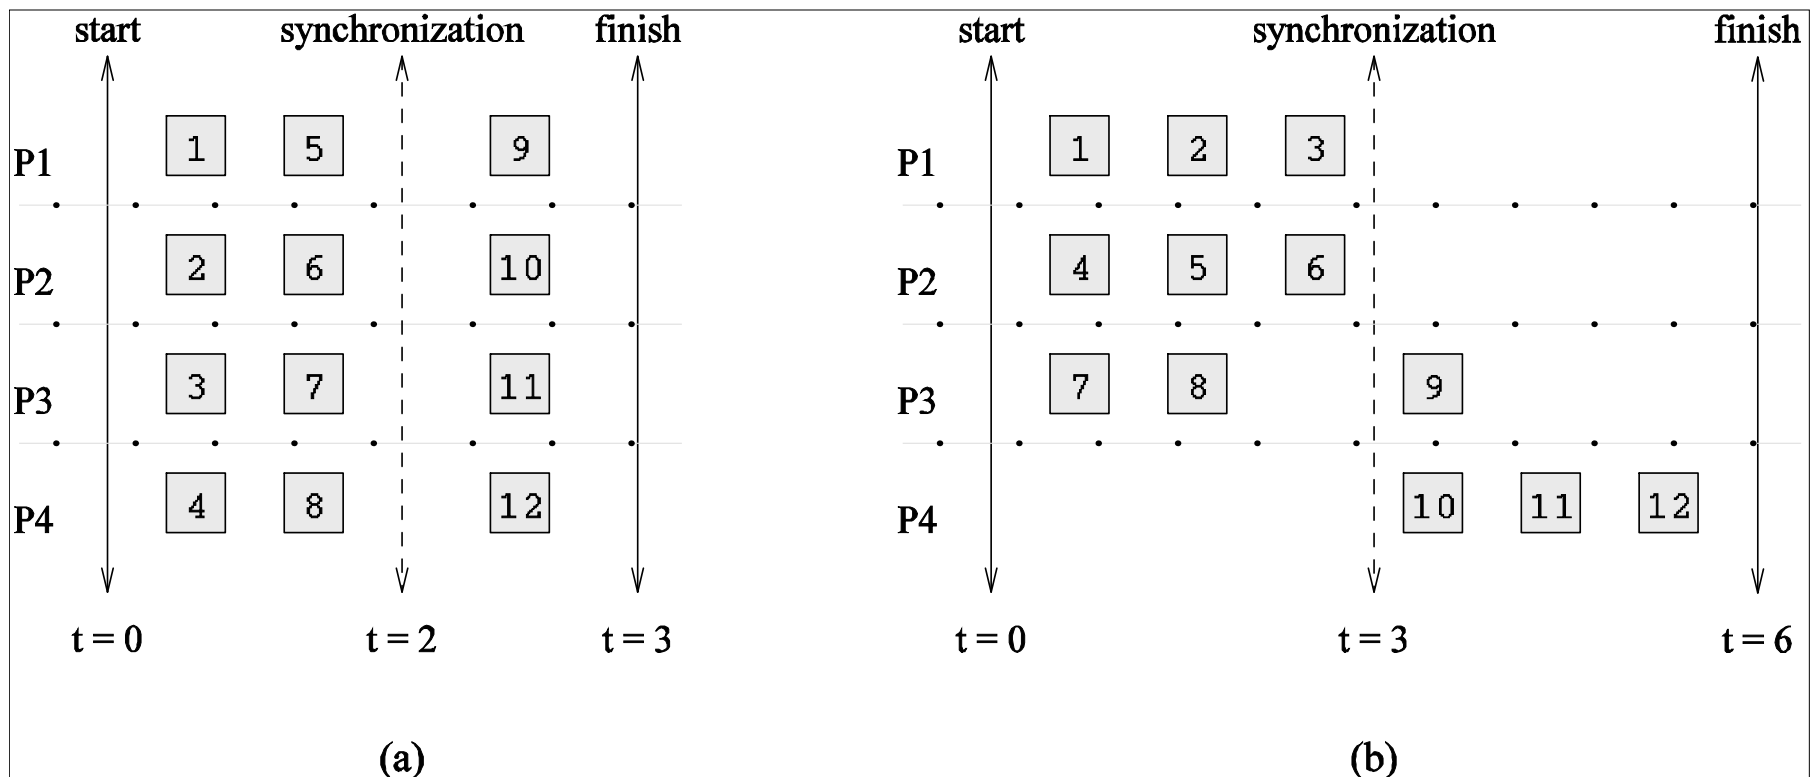 start synchronization finish
P1 1 5 9
P2 2 6 10
P3 3 7 11
P4 4 8 12
t = 0 t = 2 t = 3
(a)
start synchronization finish
P1 1 2 3
P2 4 5 6
P3 7 8 9
P4 10 11 12
t = 0 t = 3 t = 6
(b)